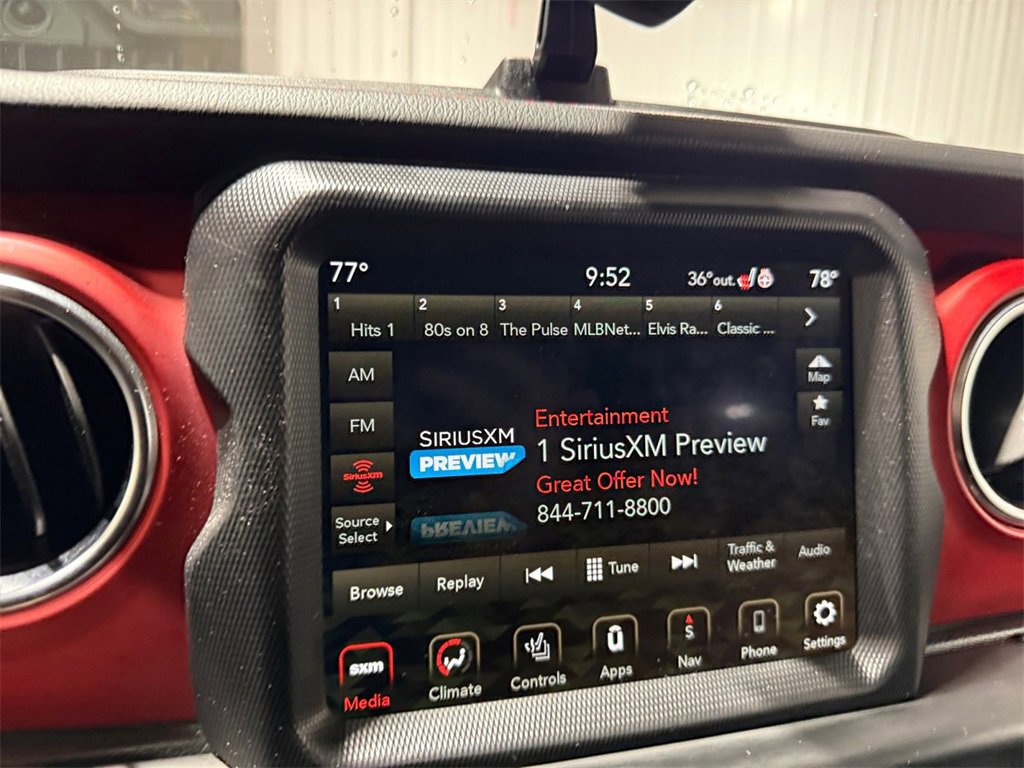 77° 9:52 36°out. 78°
1 2 3 4 5 6
Hits 1 80s on 8 The Pulse MLBNet... Elvis Ra... Classic ...
AM
FM
SiriusXM
Source
Select
SIRIUSXM
PREVIEW
Entertainment
1 SiriusXM Preview
Great Offer Now!
844-711-8800
PREVIEW
Map
Fav
Browse
Replay
Tune
Traffic &
Weather
Audio
sxm
Media
Climate
Controls
u
Apps
S
Nav
Phone
Settings